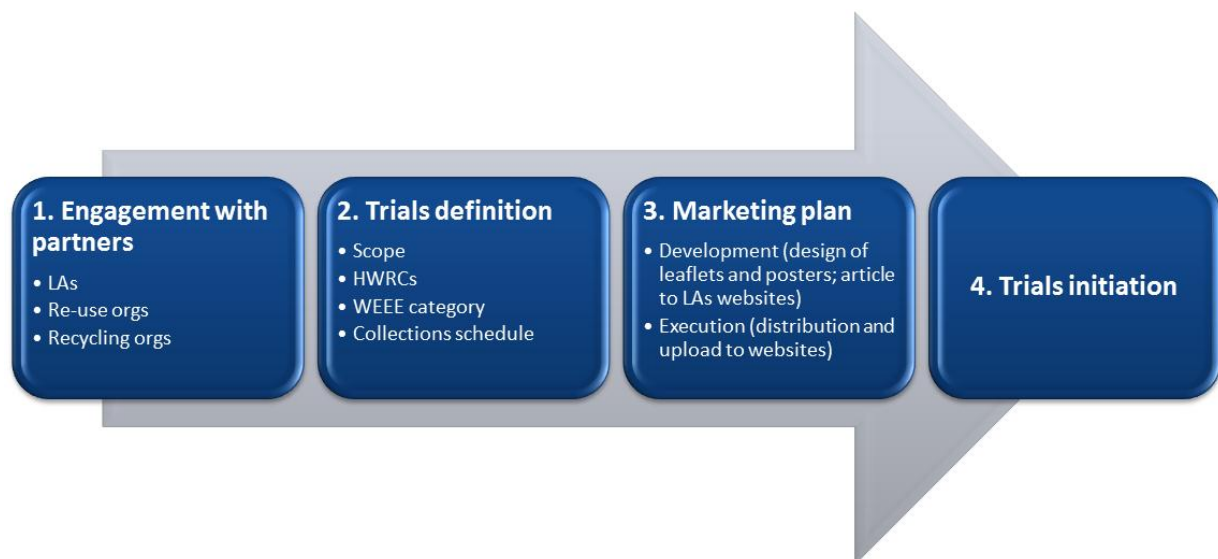 1. Engagement with
partners
• LAs
• Re-use orgs
• Recycling orgs
2. Trials definition
• Scope
• HWRCs
• WEEE category
• Collections schedule
3. Marketing plan
• Development (design of
leaflets and posters; article
to LAs websites)
• Execution (distribution and
upload to websites)
4. Trials initiation